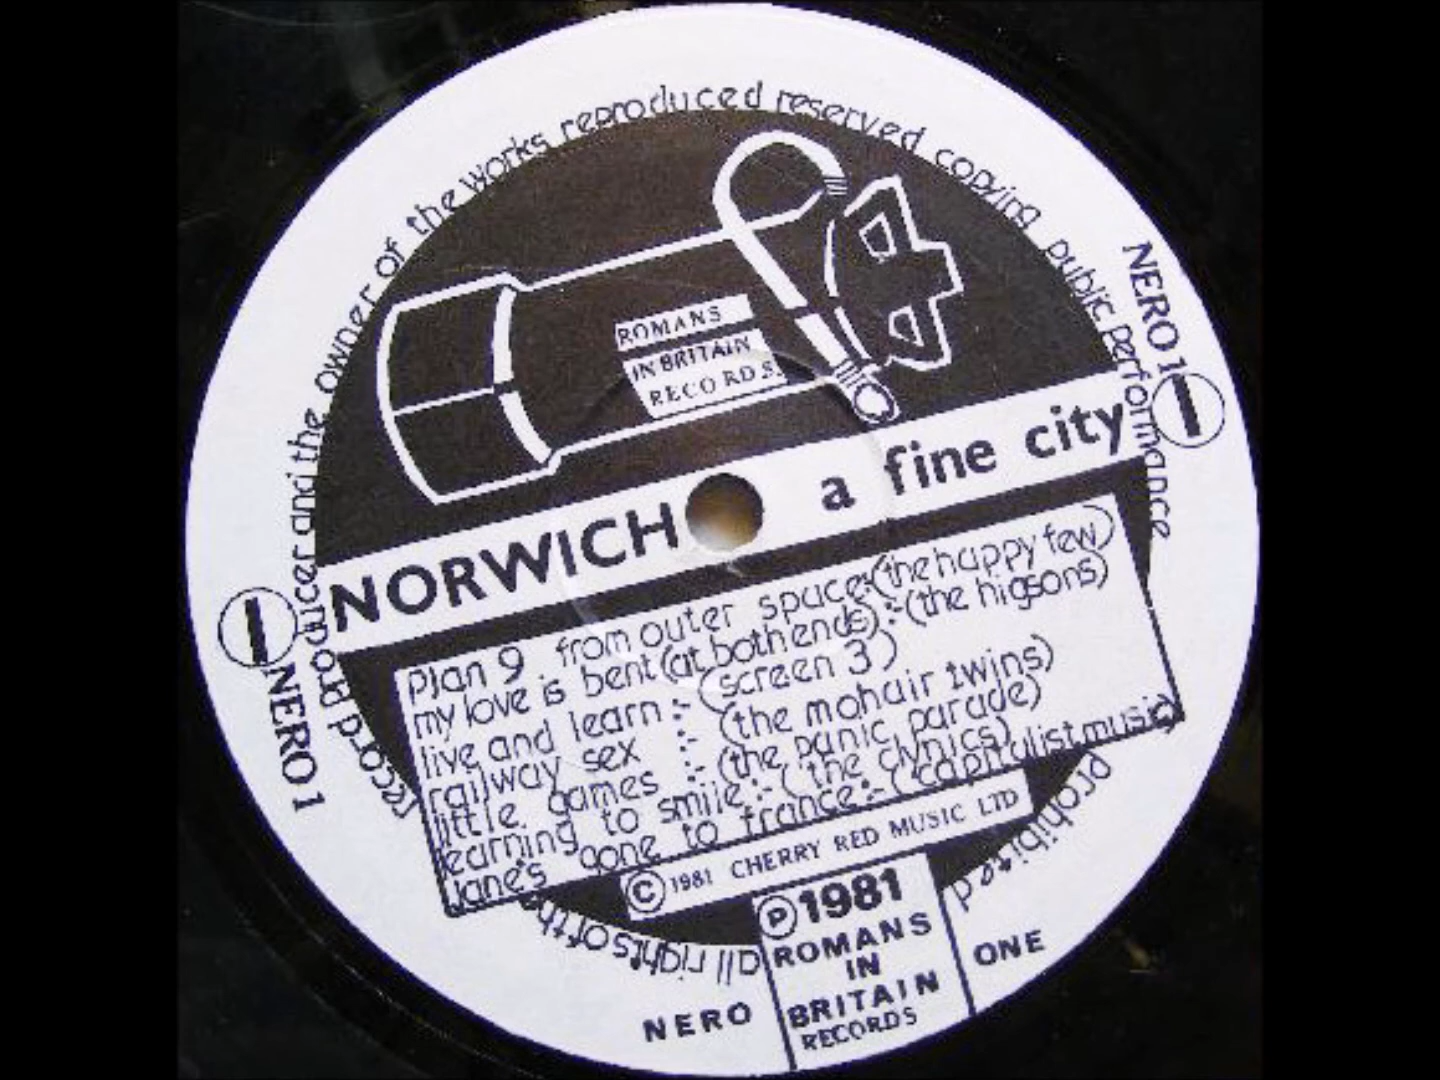 all rights of the record producer and the owner of the works reproduced reserved copying public performance prohibited
ROMANS
IN BRITAIN
RECORDS.
NERO 1
NORWICH a fine city
plan 9 from outer space:(the happy few)
my love is bent (at both ends):-(the higsons)
live and learn :- (screen 3)
railway sex :- (the mohair twins)
little games :- (the panic parade)
learning to smile:-(the clynics)
jane's gone to france:-(capitalist music)
© 1981 CHERRY RED MUSIC LTD
NERO 1
℗ 1981
ROMANS
IN
BRITAIN
RECORDS
NERO
ONE